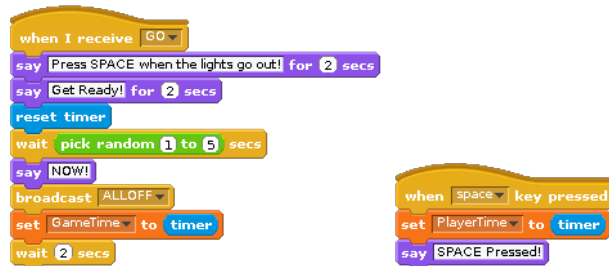 when I receive GO
say Press SPACE when the lights go out! for 2 secs
say Get Ready! for 2 secs
reset timer
wait pick random 1 to 5 secs
say NOW!
broadcast ALLOFF
set GameTime to timer
wait 2 secs
when space key pressed
set PlayerTime to timer
say SPACE Pressed!